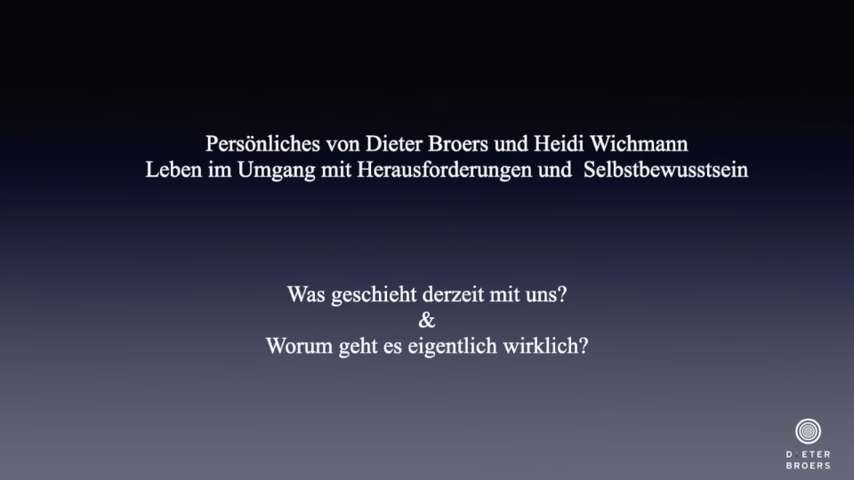 Persönliches von Dieter Broers und Heidi Wichmann
Leben im Umgang mit Herausforderungen und Selbstbewusstsein
Was geschieht derzeit mit uns?
&
Worum geht es eigentlich wirklich?
D·ETER
BROERS